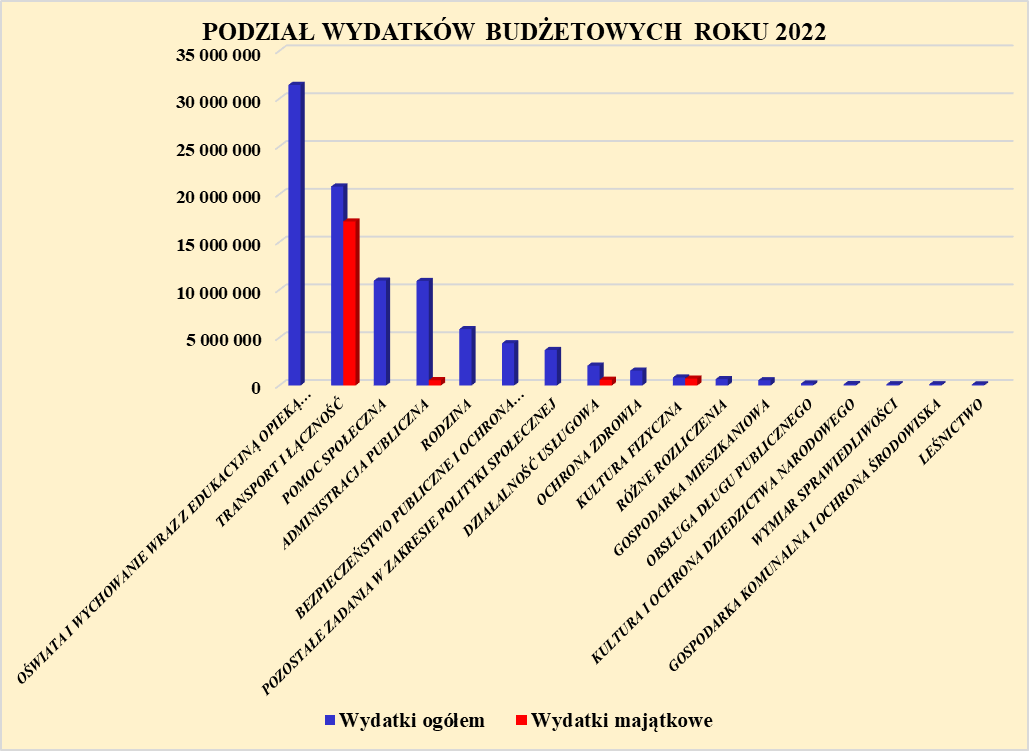 PODZIAŁ WYDATKÓW BUDŻETOWYCH ROKU 2022
35 000 000
30 000 000
25 000 000
20 000 000
15 000 000
10 000 000
5 000 000
0
OŚWIATA I WYCHOWANIE WRAZ Z EDUKACYJNA OPIEKA...
TRANSPORT I ŁĄCZNOŚĆ
POMOC SPOŁECZNA
ADMINISTRACJA PUBLICZNA
RODZINA
BEZPIECZEŃSTWO PUBLICZNE I OCHRONA...
POZOSTAŁE ZADANIA W ZAKRESIE POLITYKI SPOŁECZNEJ
DZIAŁALNOŚĆ USŁUGOWA
OCHRONA ZDROWIA
KULTURA FIZYCZNA
RÓŻNE ROZLICZENIA
GOSPODARKA MIESZKANIOWA
OBSŁUGA DŁUGU PUBLICZNEGO
KULTURA I OCHRONA DZIEDZICTWA NARODOWEGO
WYMIAR SPRAWIEDLIWOŚCI
GOSPODARKA KOMUNALNA I OCHRONA ŚRODOWISKA
LEŚNICTWO
Wydatki ogółem
Wydatki majątkowe